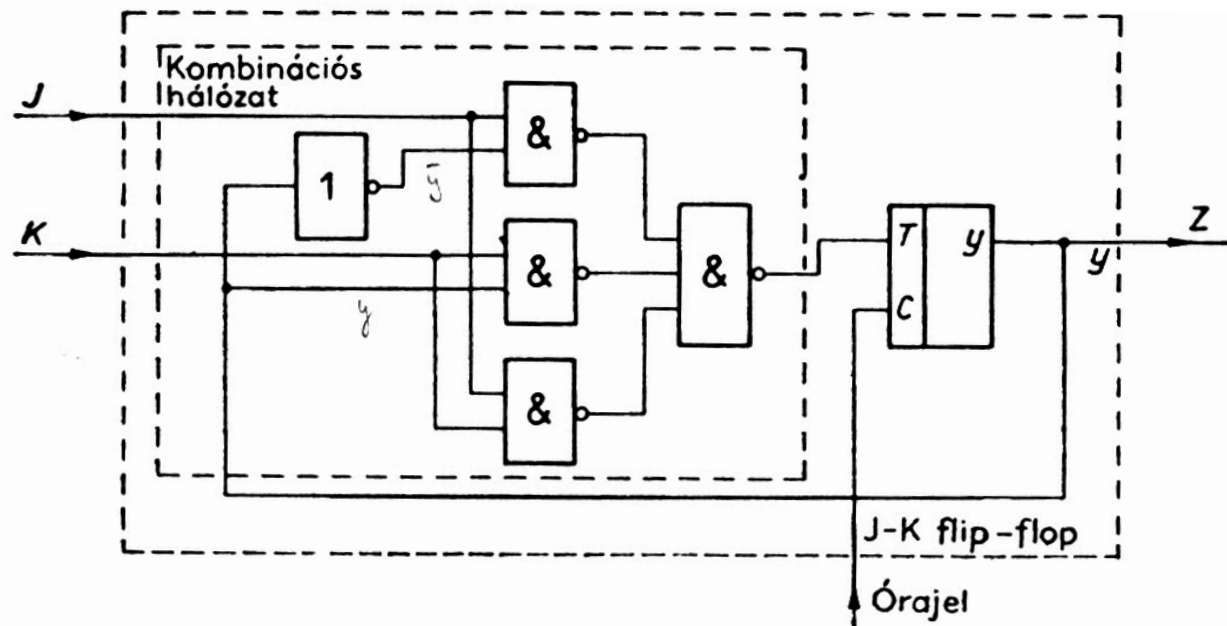 Kombinációs
hálózat
J
&
1
ȳ
K
&
y
&
&
T
y
C
y
Z
J-K flip-flop
Órajel